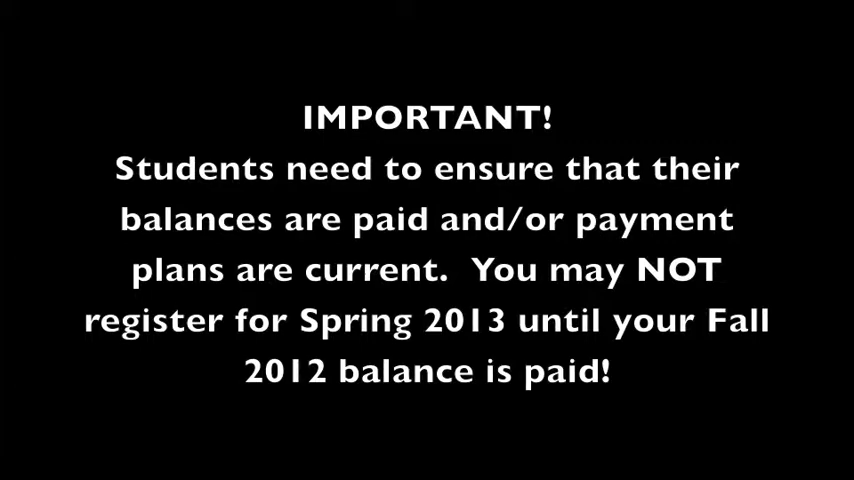 IMPORTANT!
Students need to ensure that their
balances are paid and/or payment
plans are current.  You may NOT
register for Spring 2013 until your Fall
2012 balance is paid!